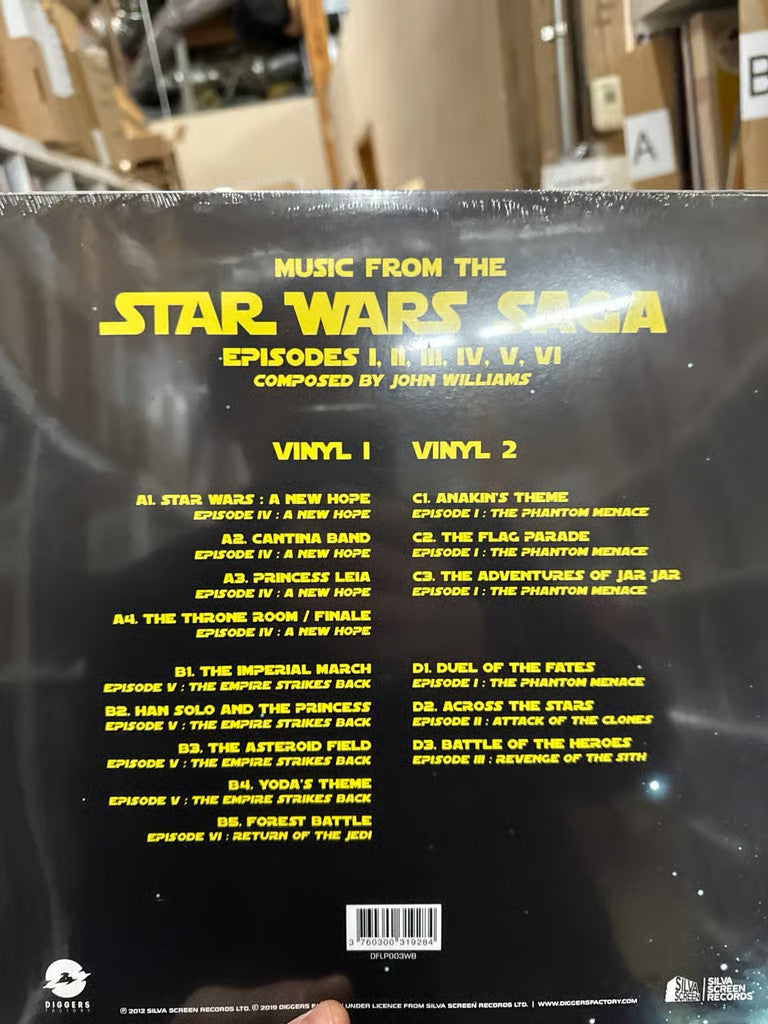 B
A
MUSIC FROM THE
STAR WARS SAGA
EPISODES I, II, III, IV, V, VI
COMPOSED BY JOHN WILLIAMS
VINYL 1
A1. STAR WARS : A NEW HOPE
EPISODE IV : A NEW HOPE
A2. CANTINA BAND
EPISODE IV : A NEW HOPE
A3. PRINCESS LEIA
EPISODE IV : A NEW HOPE
A4. THE THRONE ROOM / FINALE
EPISODE IV : A NEW HOPE
B1. THE IMPERIAL MARCH
EPISODE V : THE EMPIRE STRIKES BACK
B2. HAN SOLO AND THE PRINCESS
EPISODE V : THE EMPIRE STRIKES BACK
B3. THE ASTEROID FIELD
EPISODE V : THE EMPIRE STRIKES BACK
B4. YODA'S THEME
EPISODE V : THE EMPIRE STRIKES BACK
B5. FOREST BATTLE
EPISODE VI : RETURN OF THE JEDI
VINYL 2
C1. ANAKIN'S THEME
EPISODE I : THE PHANTOM MENACE
C2. THE FLAG PARADE
EPISODE I : THE PHANTOM MENACE
C3. THE ADVENTURES OF JAR JAR
EPISODE I : THE PHANTOM MENACE
D1. DUEL OF THE FATES
EPISODE I : THE PHANTOM MENACE
D2. ACROSS THE STARS
EPISODE II : ATTACK OF THE CLONES
D3. BATTLE OF THE HEROES
EPISODE III : REVENGE OF THE SITH
3 760300 319284
DFLP003WB
DIGGERS
FACTORY
℗ 2012 SILVA SCREEN RECORDS LTD. © 2019 DIGGERS UNDER LICENCE FROM SILVA SCREEN RECORDS LTD. | WWW.DIGGERSFACTORY.COM
SILVA
SCREEN
SILVA
SCREEN
RECORDS